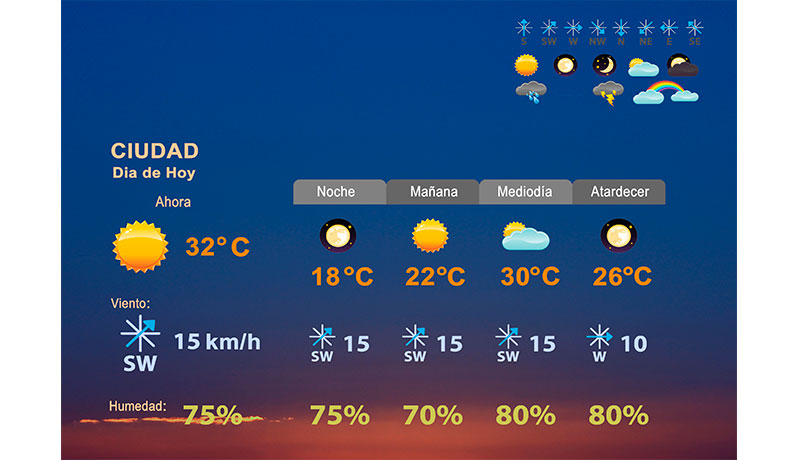 S SW W NW N NE E SE
CIUDAD
Dia de Hoy
Ahora
32°C
Noche Mañana Mediodía Atardecer
18°C 22°C 30°C 26°C
Viento:
SW 15 km/h
SW 15 SW 15 SW 15 W 10
Humedad: 75% 75% 70% 80% 80%